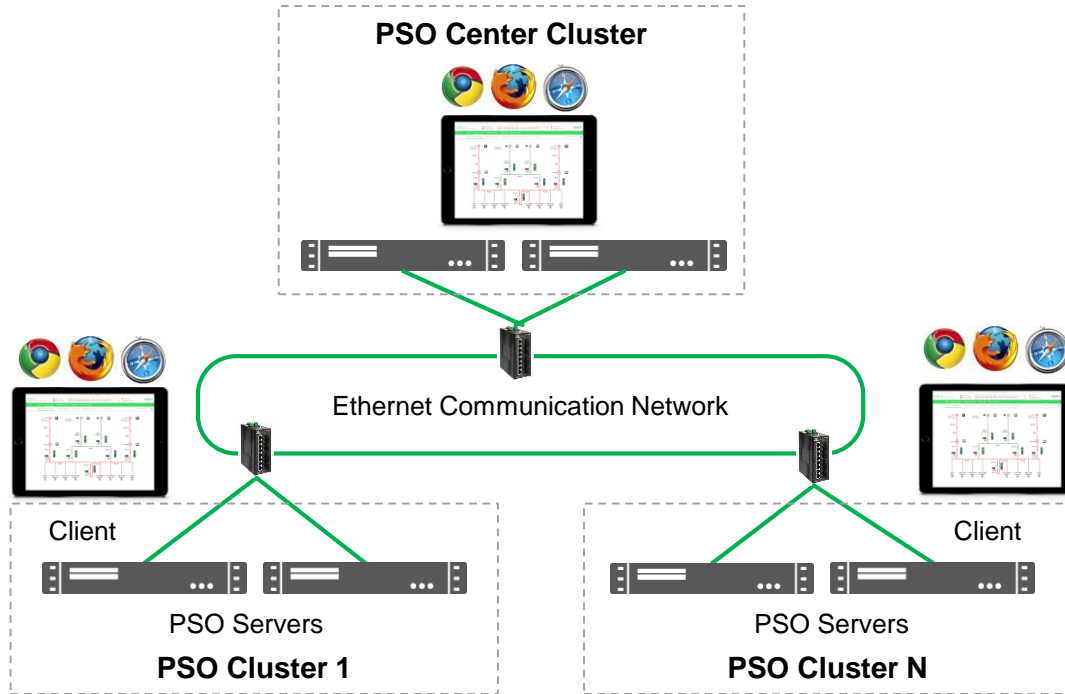 PSO Center Cluster
Ethernet Communication Network
Client
PSO Servers
PSO Cluster 1
Client
PSO Servers
PSO Cluster N